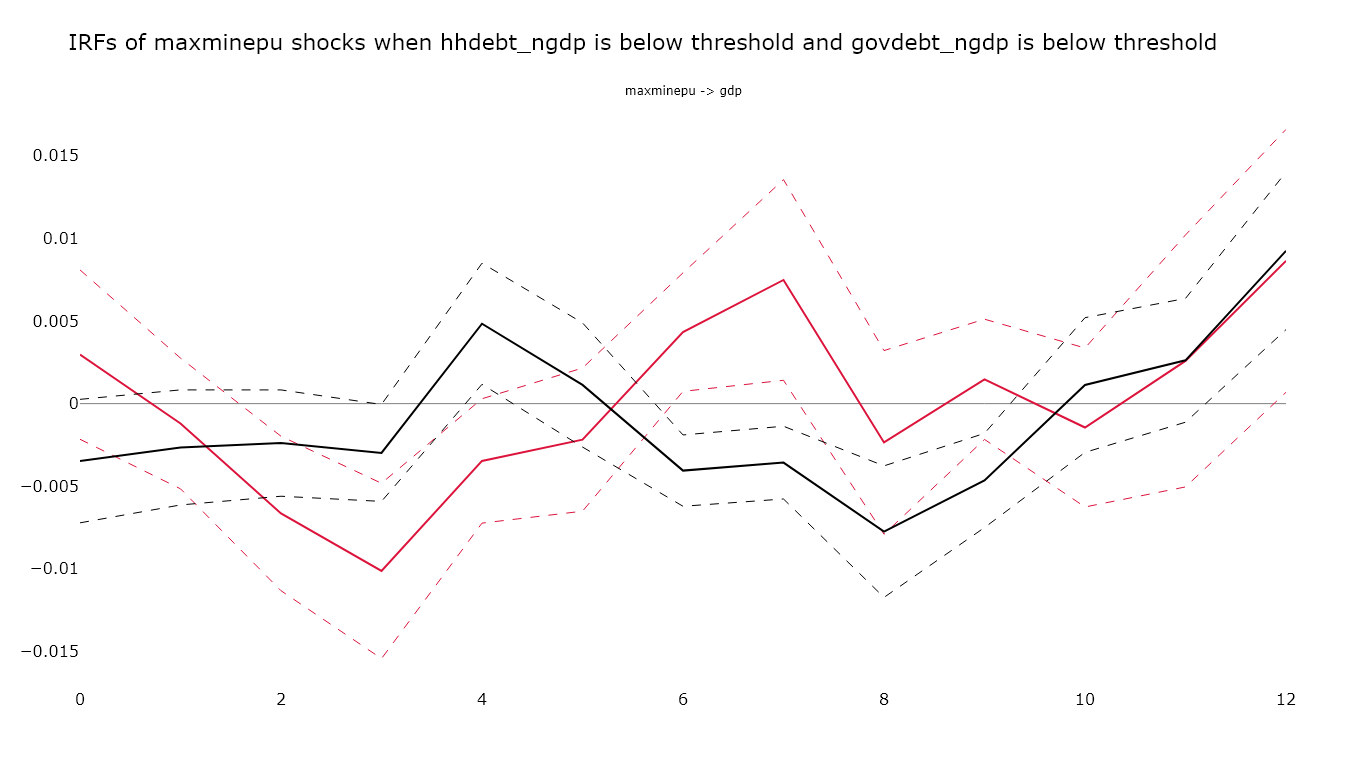 IRFs of maxminepu shocks when hhdebt_ngdp is below threshold and govdebt_ngdp is below threshold
maxminepu -> gdp
0.015
0.01
0.005
0
−0.005
−0.01
−0.015
0 2 4 6 8 10 12